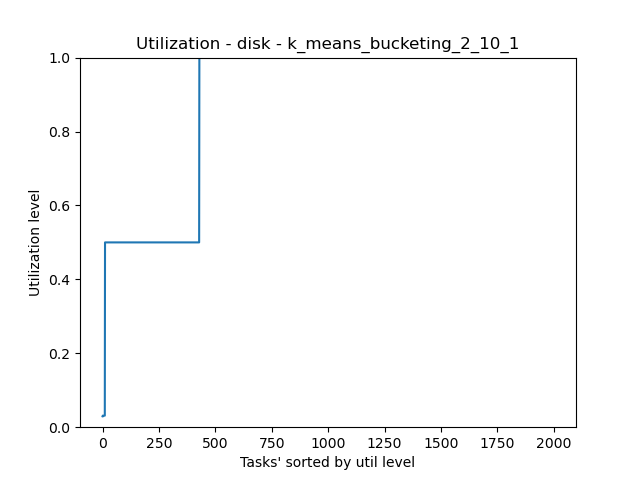 Utilization - disk - k_means_bucketing_2_10_1
1.0
0.8
0.6
0.4
0.2
0.0
Utilization level
0 250 500 750 1000 1250 1500 1750 2000
Tasks' sorted by util level